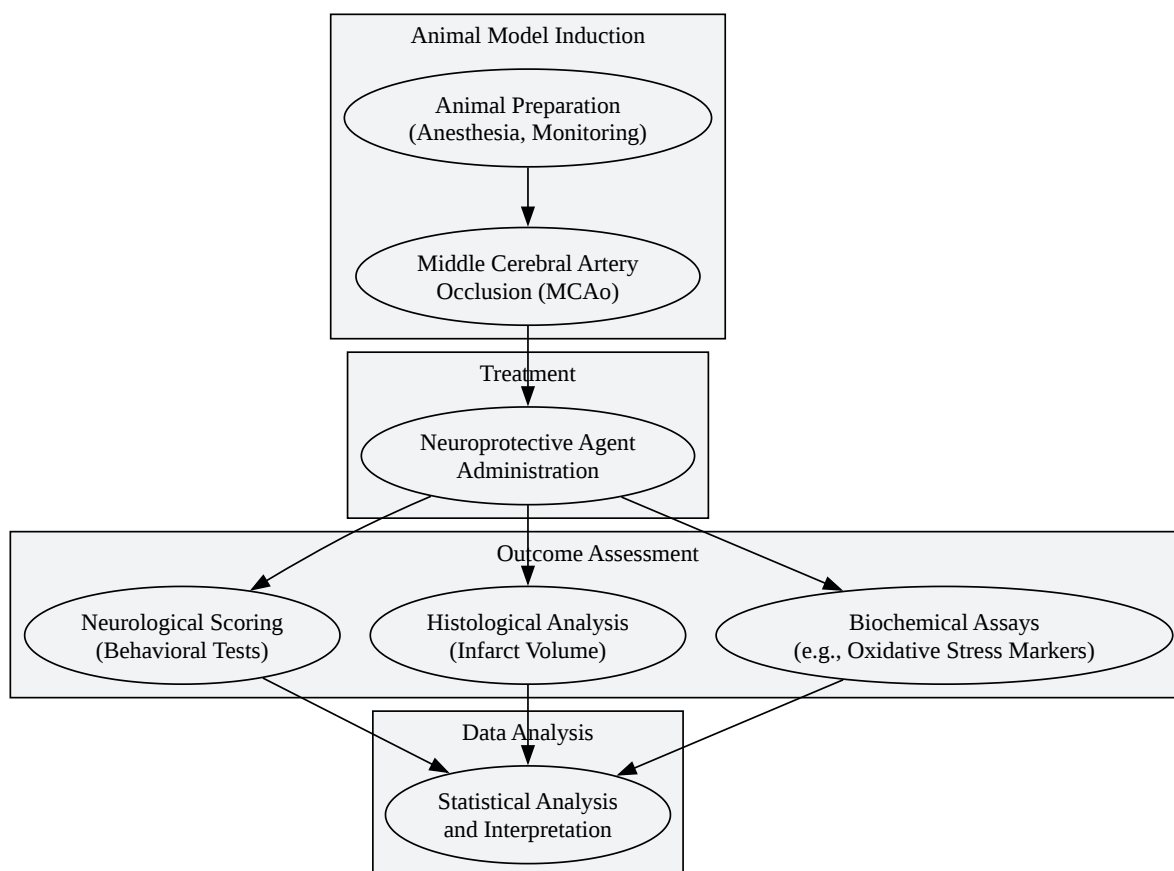 Animal Model Induction
Animal Preparation
(Anesthesia, Monitoring)
Middle Cerebral Artery
Occlusion (MCAo)
Treatment
Neuroprotective Agent
Administration
Outcome Assessment
Neurological Scoring
(Behavioral Tests)
Histological Analysis
(Infarct Volume)
Biochemical Assays
(e.g., Oxidative Stress Markers)
Data Analysis
Statistical Analysis
and Interpretation